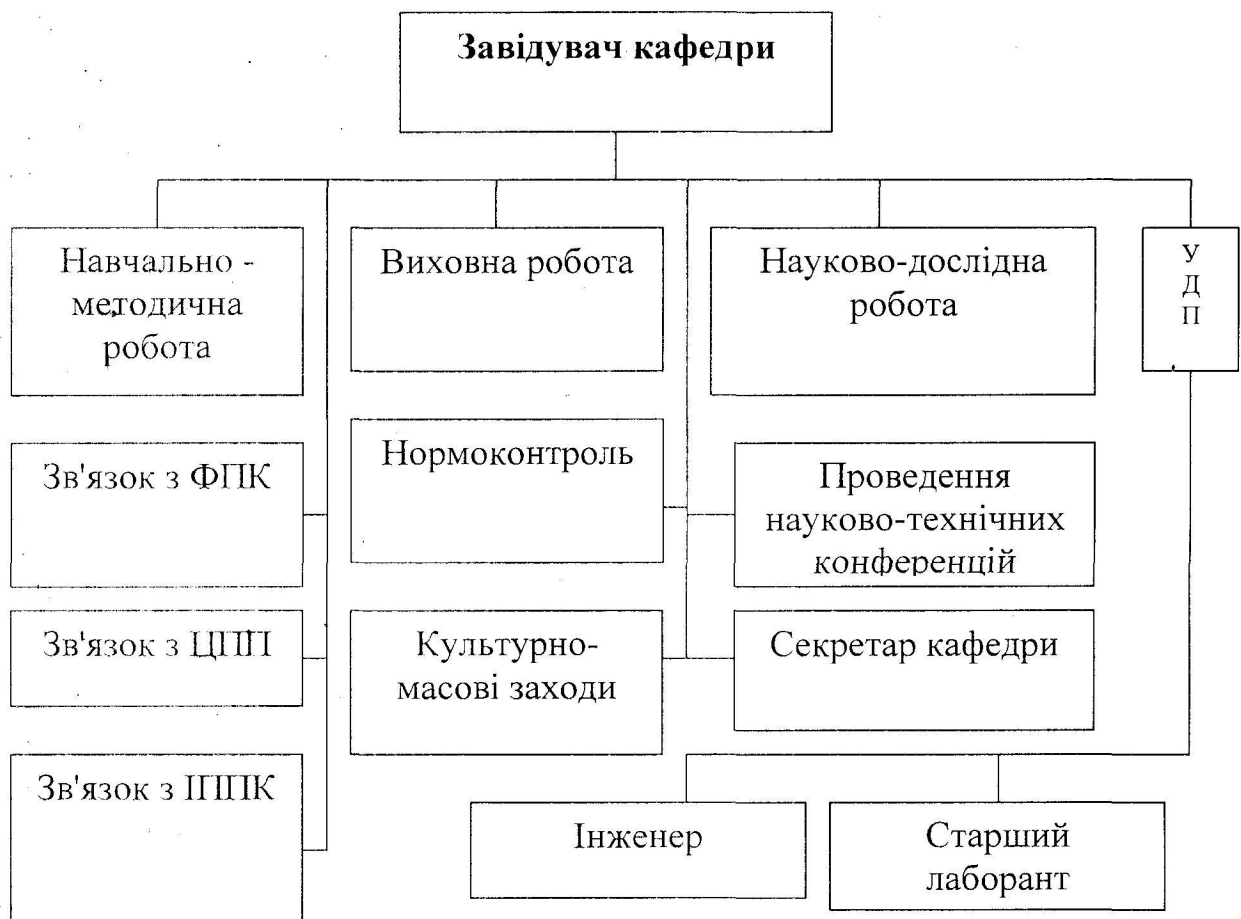 Завідувач кафедри
Навчально -
методична
робота
Виховна робота
Науково-дослідна
робота
У
Д
П
Зв'язок з ФПК
Нормоконтроль
Проведення
науково-технічних
конференцій
Зв'язок з ЦПП
Культурно-
масові заходи
Секретар кафедри
Зв'язок з ІППК
Інженер
Старший
лаборант